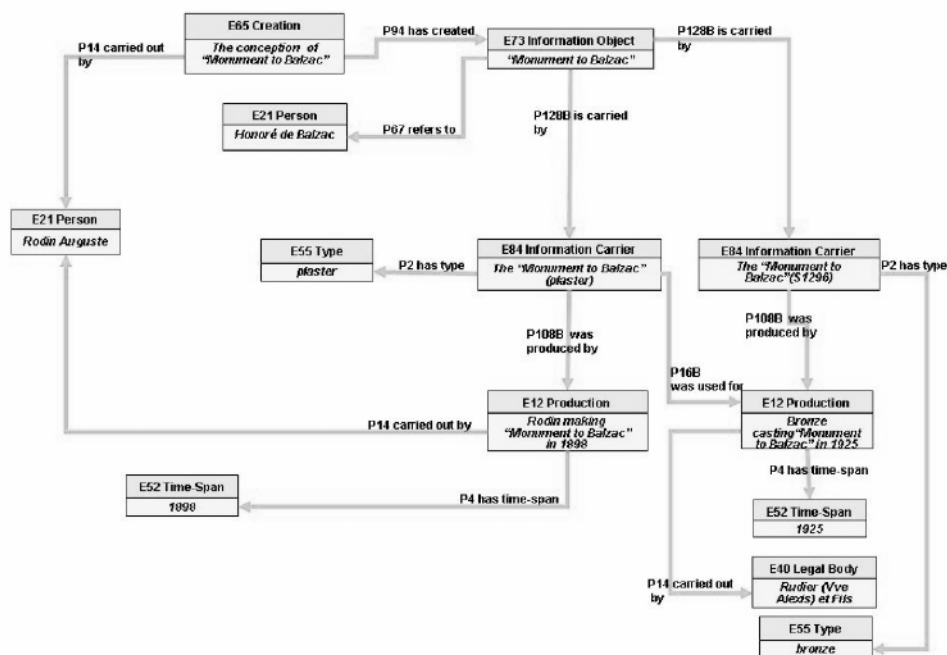 E65 Creation
The conception of
"Monument to Balzac"
P94 has created
E73 Information Object
"Monument to Balzac"
P128B is carried
by
P14 carried out
by
E21 Person
Honoré de Balzac
P67 refers to
P128B is carried
by
E21 Person
Rodin Auguste
E55 Type
plaster
P2 has type
E84 Information Carrier
The "Monument to Balzac"
(plaster)
E84 Information Carrier
The "Monument to
Balzac"(S1296)
P2 has type
P108B was
produced by
P108B was
produced by
P16B
was used for
P14 carried out by
E12 Production
Rodin making
"Monument to Balzac"
in 1898
E12 Production
Bronze
casting"Monument
to Balzac" in 1925
P4 has time-span
E52 Time-Span
1898
P4 has time-span
E52 Time-Span
1925
P14 carried out
by
E40 Legal Body
Rudier (Vve
Alexis) et Fils
E55 Type
bronze